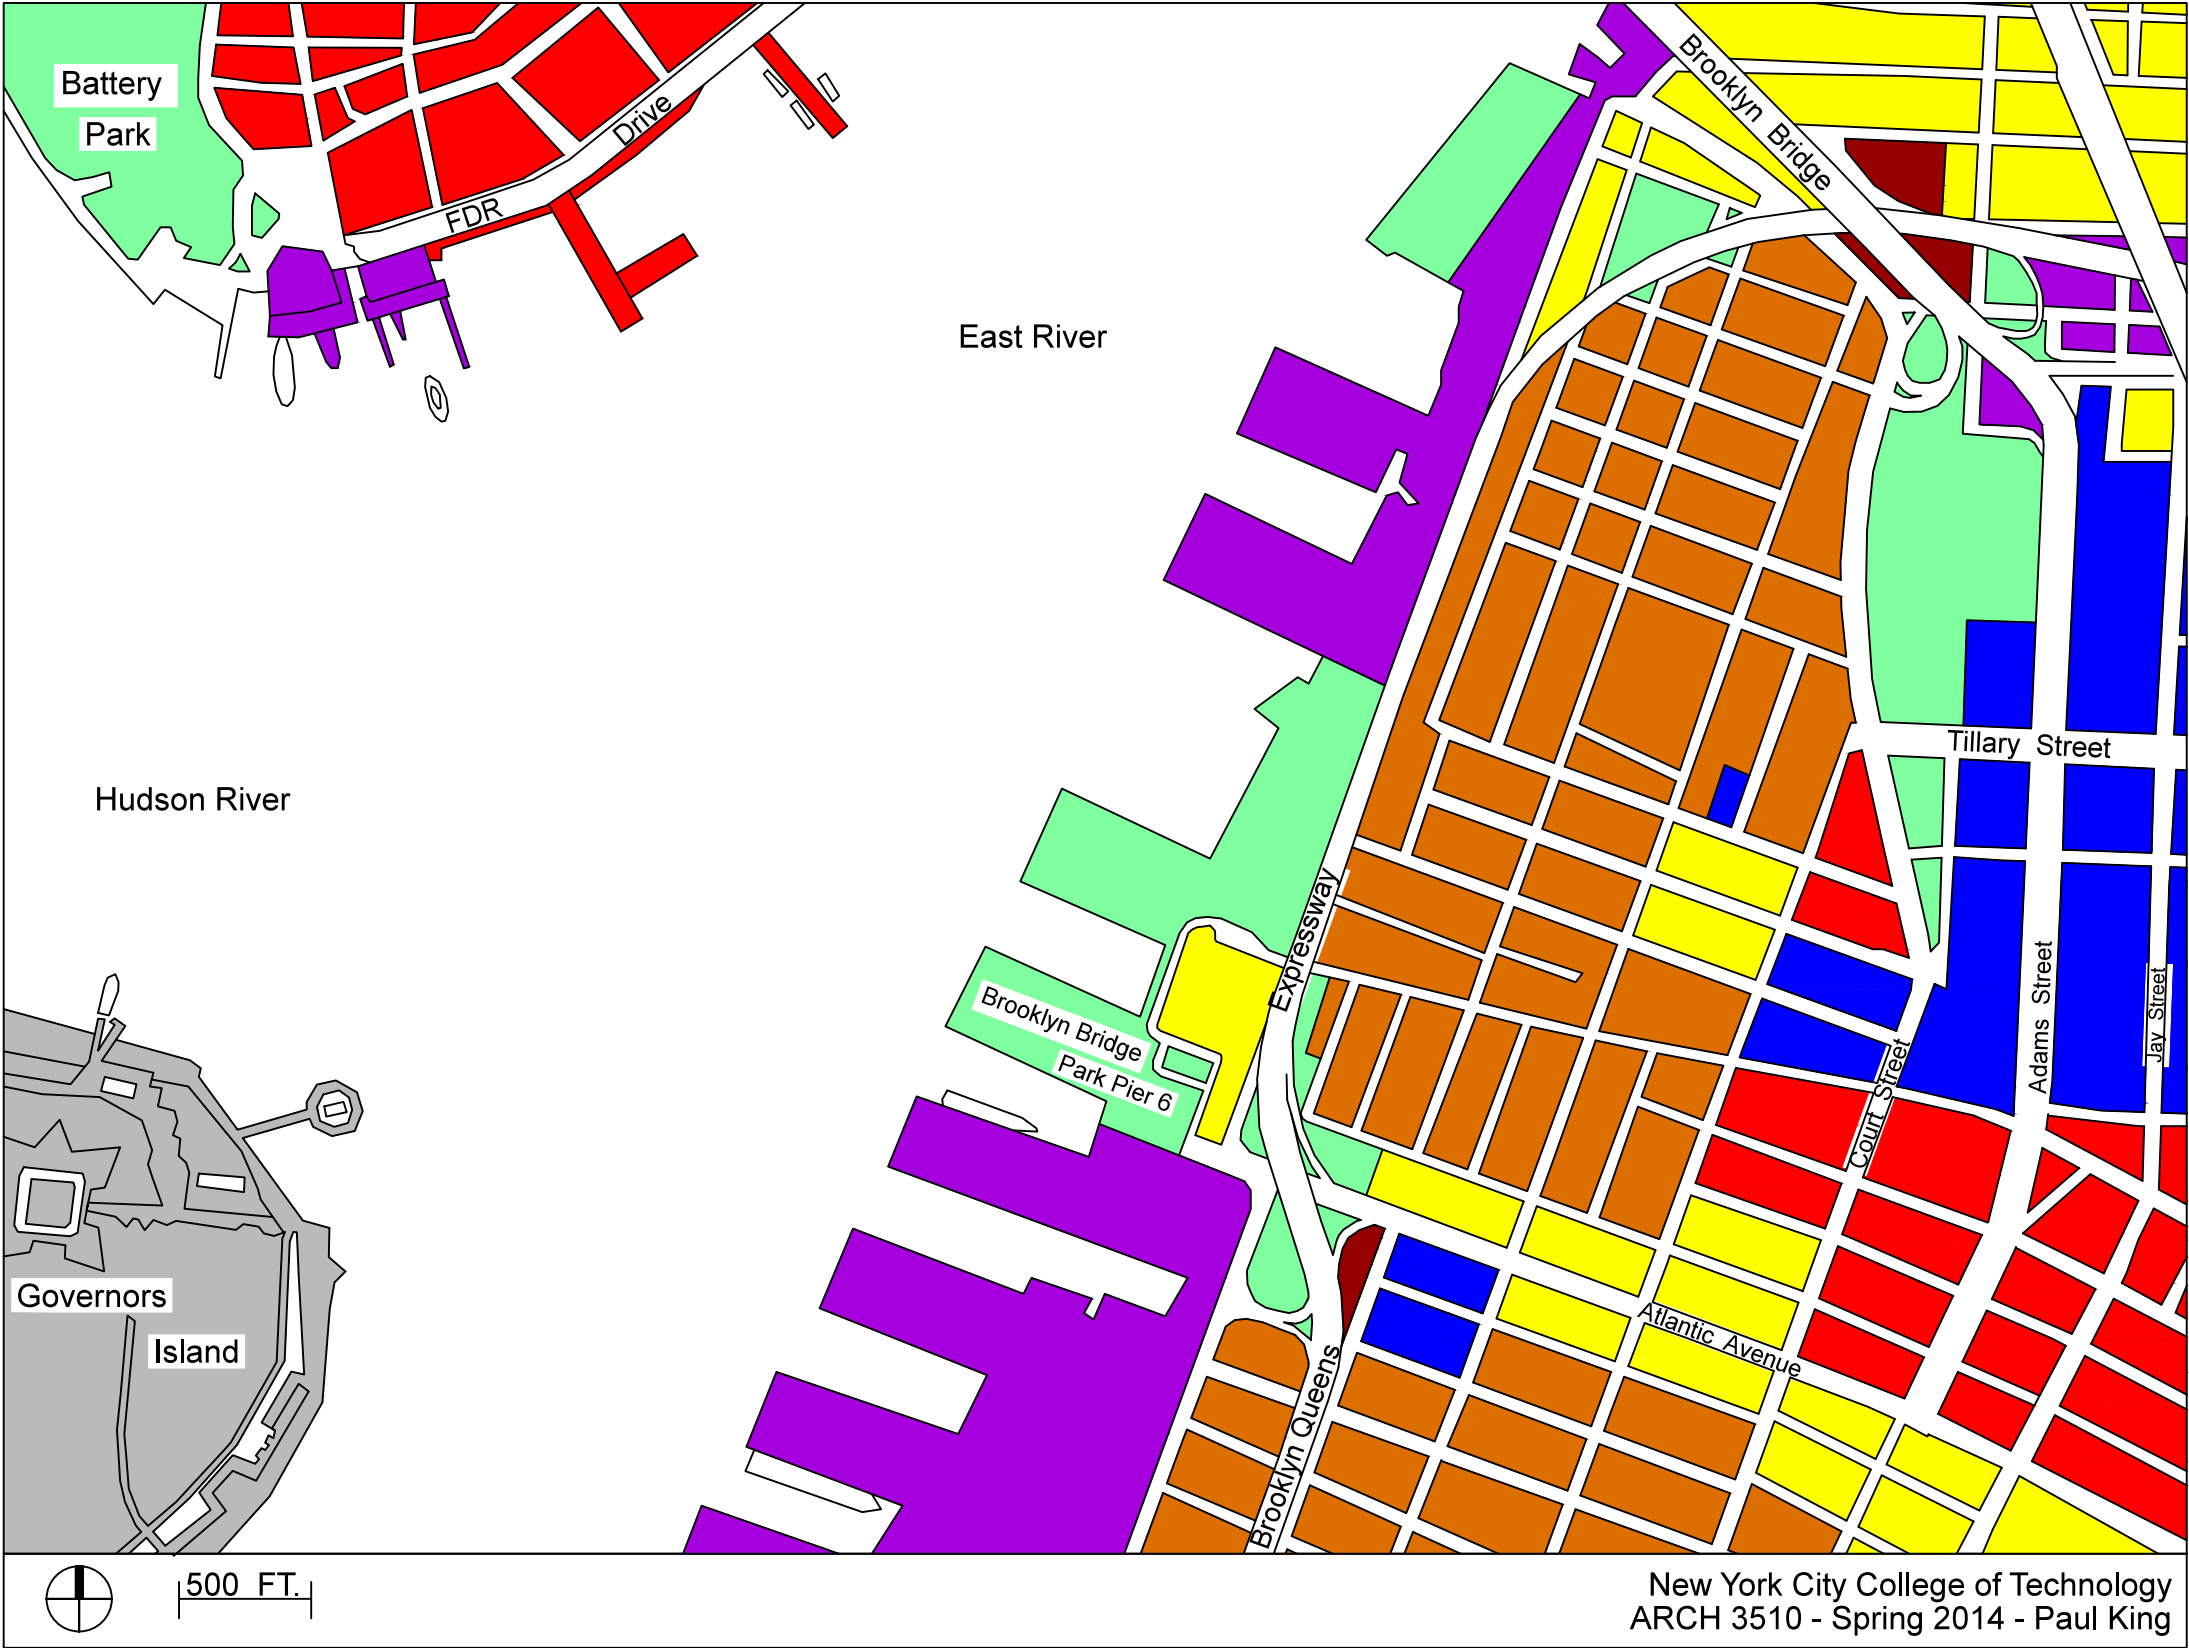 Battery
Park
FDR
Drive
Brooklyn Bridge
East River
Hudson River
Tillary Street
Expressway
Brooklyn Bridge
Park Pier 6
Adams Street
Jay Street
Court Street
Governors
Island
Atlantic Avenue
Brooklyn Queens
500 FT.
New York City College of Technology
ARCH 3510 - Spring 2014 - Paul King